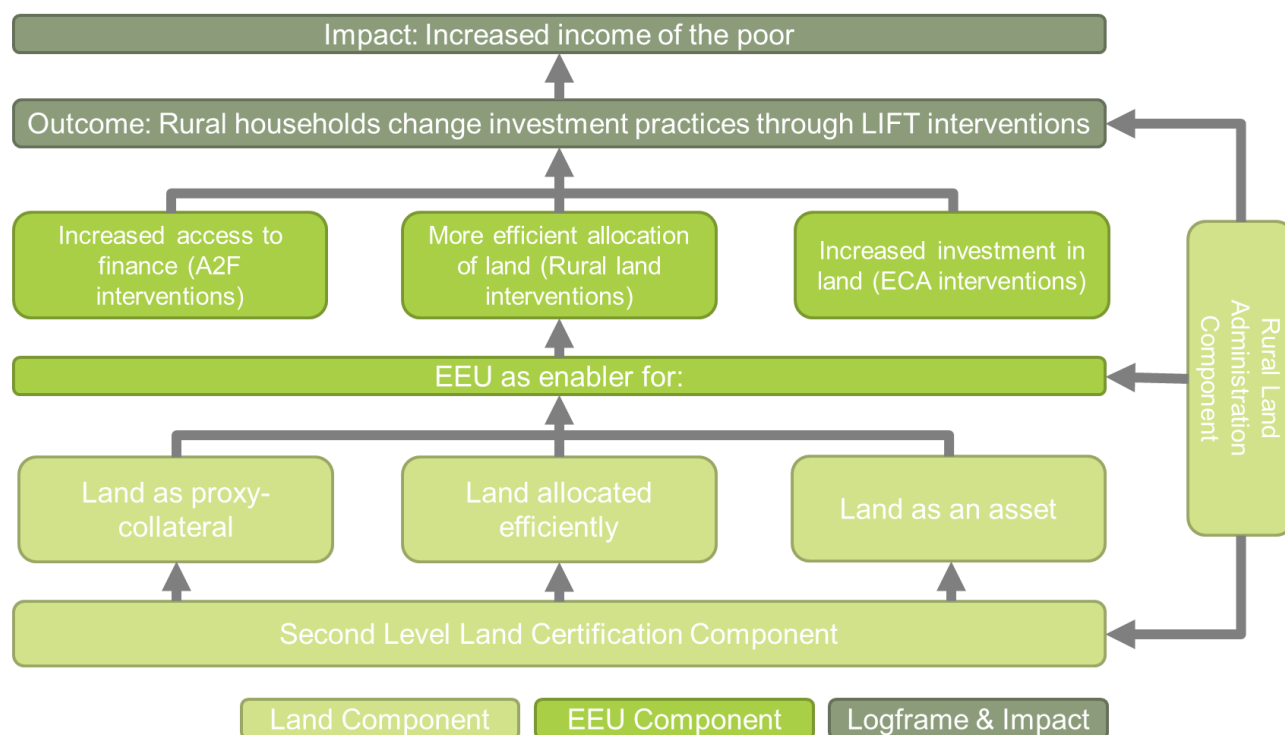 Impact: Increased income of the poor
Outcome: Rural households change investment practices through LIFT interventions
Increased access to
finance (A2F
interventions)
More efficient allocation
of land (Rural land
interventions)
Increased investment in
land (ECA interventions)
Rural Land
Administration
Component
EEU as enabler for:
Land as proxy-
collateral
Land allocated
efficiently
Land as an asset
Second Level Land Certification Component
Land Component
EEU Component
Logframe & Impact